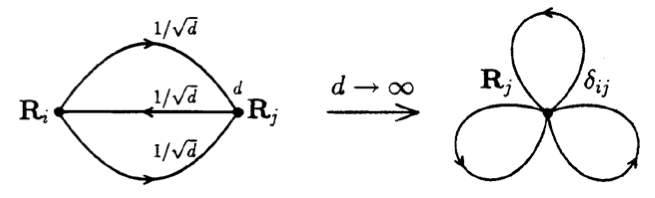 1/√d
R_i 1/√d d R_j
1/√d
d → ∞
R_j δ_ij